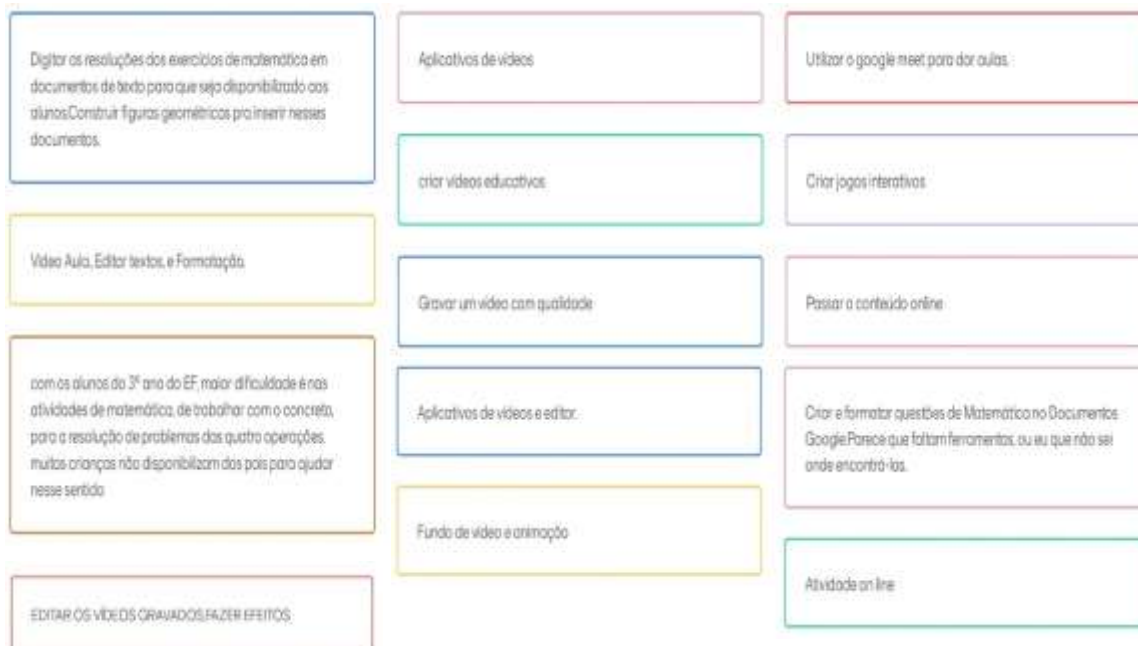 Digitar as resoluções dos exercícios de matemática em
documentos de texto para que seja disponibilizado aos
alunos.Construir figuras geométricas pra inserir nesses
documentos.
Vídeo Aula, Editar textos, e Formatação.
com os alunos do 3º ano do EF, maior dificuldade é nas
atividades de matemática, de trabalhar com o concreto,
para a resolução de problemas das quatro operações,
muitas crianças não disponibilizam dos pais para ajudar
nesse sentido
EDITAR OS VÍDEOS GRAVADOS,FAZER EFEITOS
Aplicativos de vídeos
criar vídeos educativos
Gravar um vídeo com qualidade
Aplicativos de vídeos e editor.
Fundo de vídeo e animação
Utilizar o google meet para dar aulas.
Criar jogos interativos
Passar o conteúdo online
Criar e formatar questões de Matemática no Documentos
Google.Parece que faltam ferramentas, ou eu que não sei
onde encontrá-las.
Atividade on line